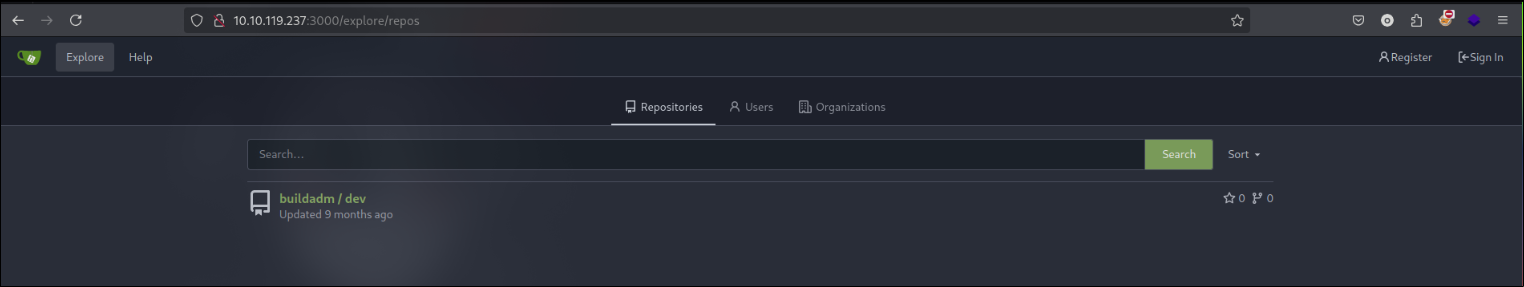 10.10.119.237:3000/explore/repos
Explore Help Register Sign In
Repositories Users Organizations
Search... Search Sort
buildadm / dev 0 0
Updated 9 months ago